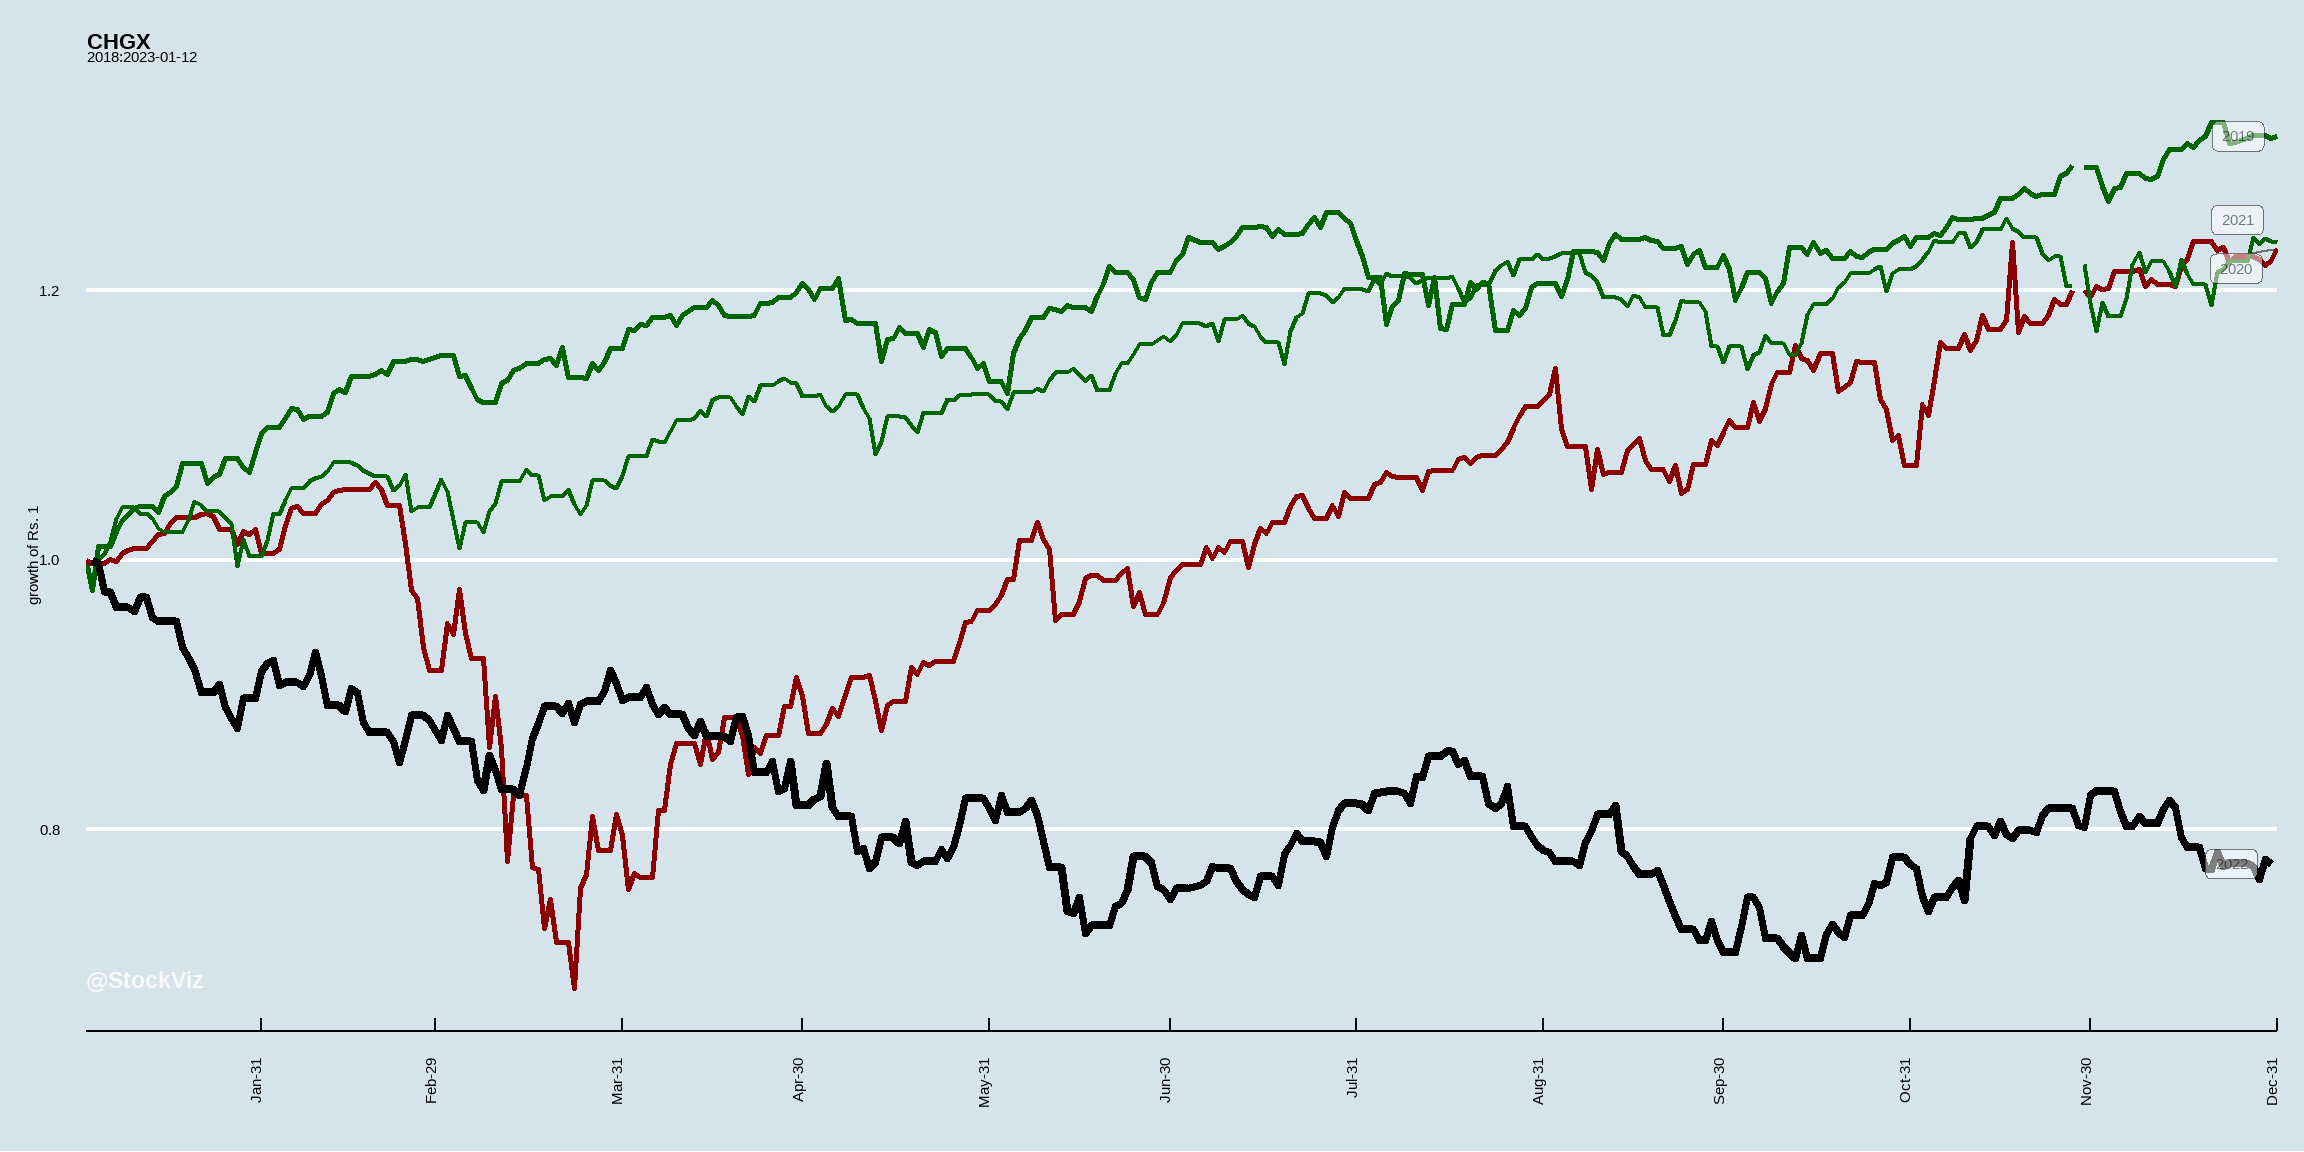 CHGX
2018:2023-01-12
2019
2021
1.2
2020
growth of Rs. 1
1.0
0.8
2022
@StockViz
Jan-31
Feb-29
Mar-31
Apr-30
May-31
Jun-30
Jul-31
Aug-31
Sep-30
Oct-31
Nov-30
Dec-31